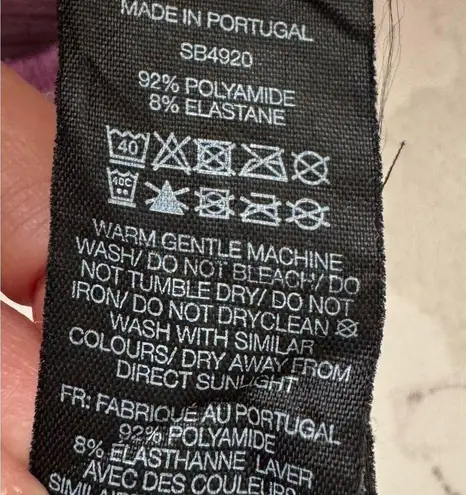 MADE IN PORTUGAL
SB4920
92% POLYAMIDE
8% ELASTANE
40
40C
WARM GENTLE MACHINE
WASH/ DO NOT BLEACH/ DO
NOT TUMBLE DRY/ DO NOT
IRON/ DO NOT DRYCLEAN
WASH WITH SIMILAR
COLOURS/ DRY AWAY FROM
DIRECT SUNLIGHT
FR: FABRIQUE AU PORTUGAL
92% POLYAMIDE
8% ELASTHANNE LAVER
AVEC DES COULEURS